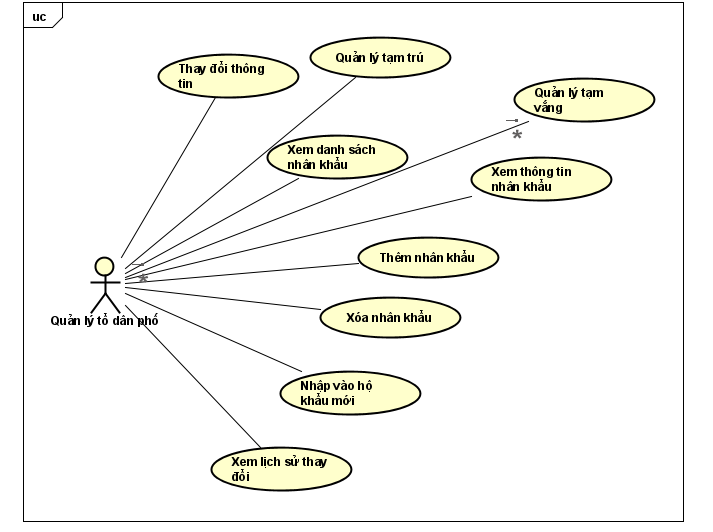 uc
Thay đổi thông
tin
Quản lý tạm trú
Quản lý tạm
vắng
*
Xem danh sách
nhân khẩu
Xem thông tin
nhân khẩu
Thêm nhân khẩu
*
Quản lý tổ dân phố
Xóa nhân khẩu
Nhập vào hộ
khẩu mới
Xem lịch sử thay
đổi